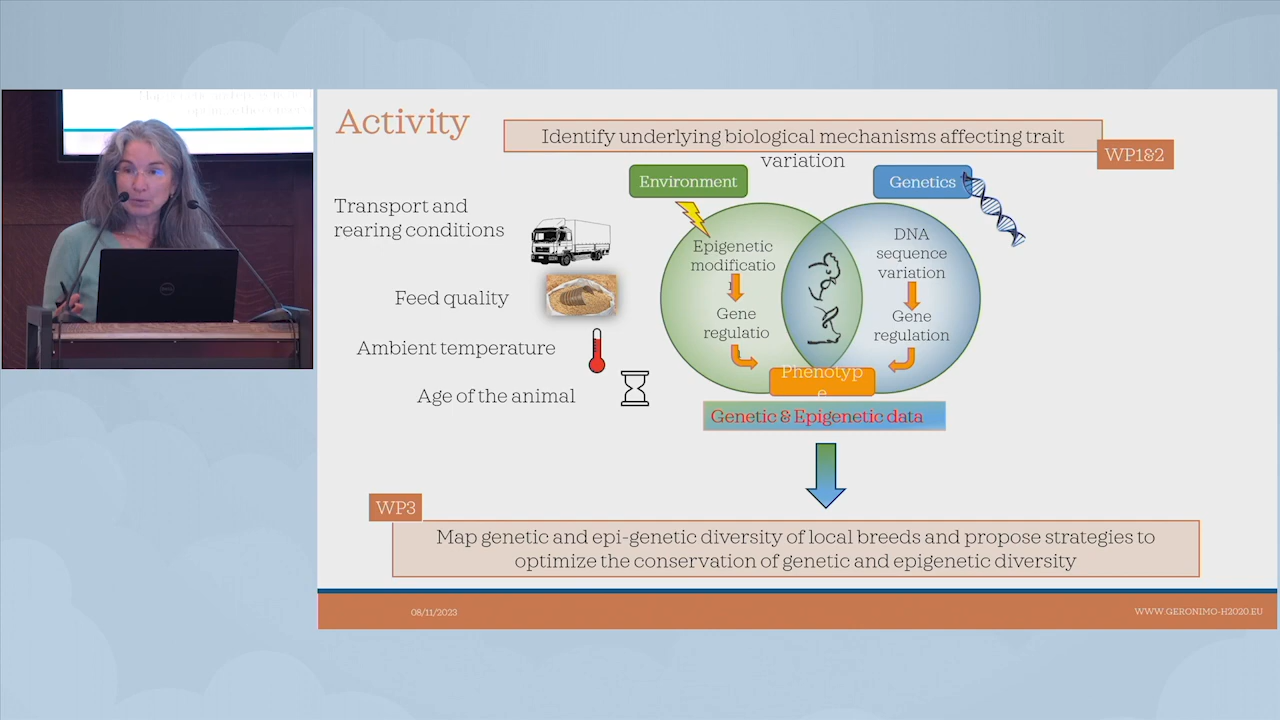 Activity
Identify underlying biological mechanisms affecting trait
variation
WP1&2
Environment
Genetics
Transport and
rearing conditions
Epigenetic
modificatio
DNA
sequence
variation
Feed quality
Gene
regulatio
Gene
regulation
Ambient temperature
Phenotyp
e
Age of the animal
Genetic & Epigenetic data
WP3
Map genetic and epi-genetic diversity of local breeds and propose strategies to
optimize the conservation of genetic and epigenetic diversity
08/11/2023
WWW.GERONIMO-H2020.EU